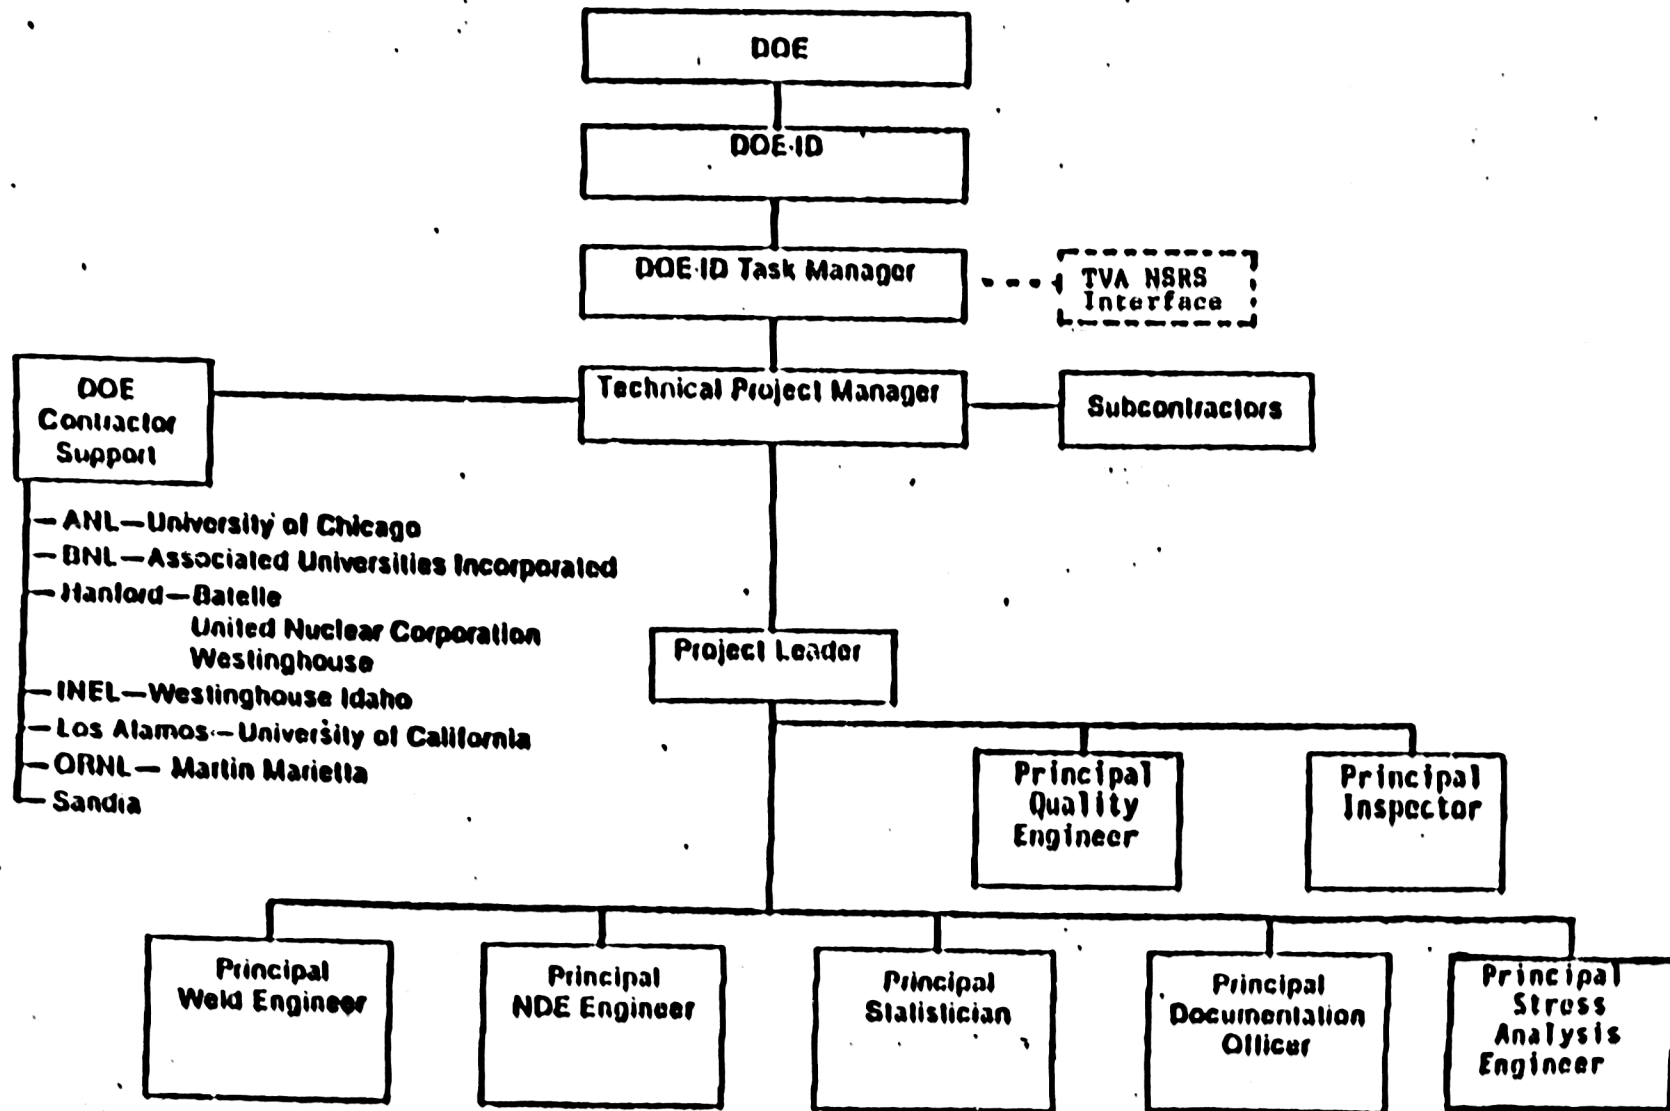 DOE
DOE-ID
DOE-ID Task Manager
TVA NSRS
Interface
DOE
Contractor
Support
Technical Project Manager
Subcontractors
ANL—University of Chicago
BNL—Associated Universities Incorporated
Hanford—Batelle
United Nuclear Corporation
Westinghouse
INEL—Westinghouse Idaho
Los Alamos—University of California
ORNL— Martin Marietta
Sandia
Project Leader
Principal
Quality
Engineer
Principal
Inspector
Principal
Weld Engineer
Principal
NDE Engineer
Principal
Statistician
Principal
Documentation
Officer
Principal
Stress
Analysis
Engineer